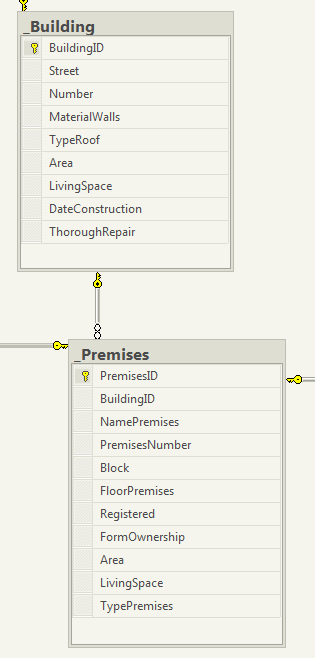 _Building
BuildingID
Street
Number
MaterialWalls
TypeRoof
Area
LivingSpace
DateConstruction
ThoroughRepair
_Premises
PremisesID
BuildingID
NamePremises
PremisesNumber
Block
FloorPremises
Registered
FormOwnership
Area
LivingSpace
TypePremises